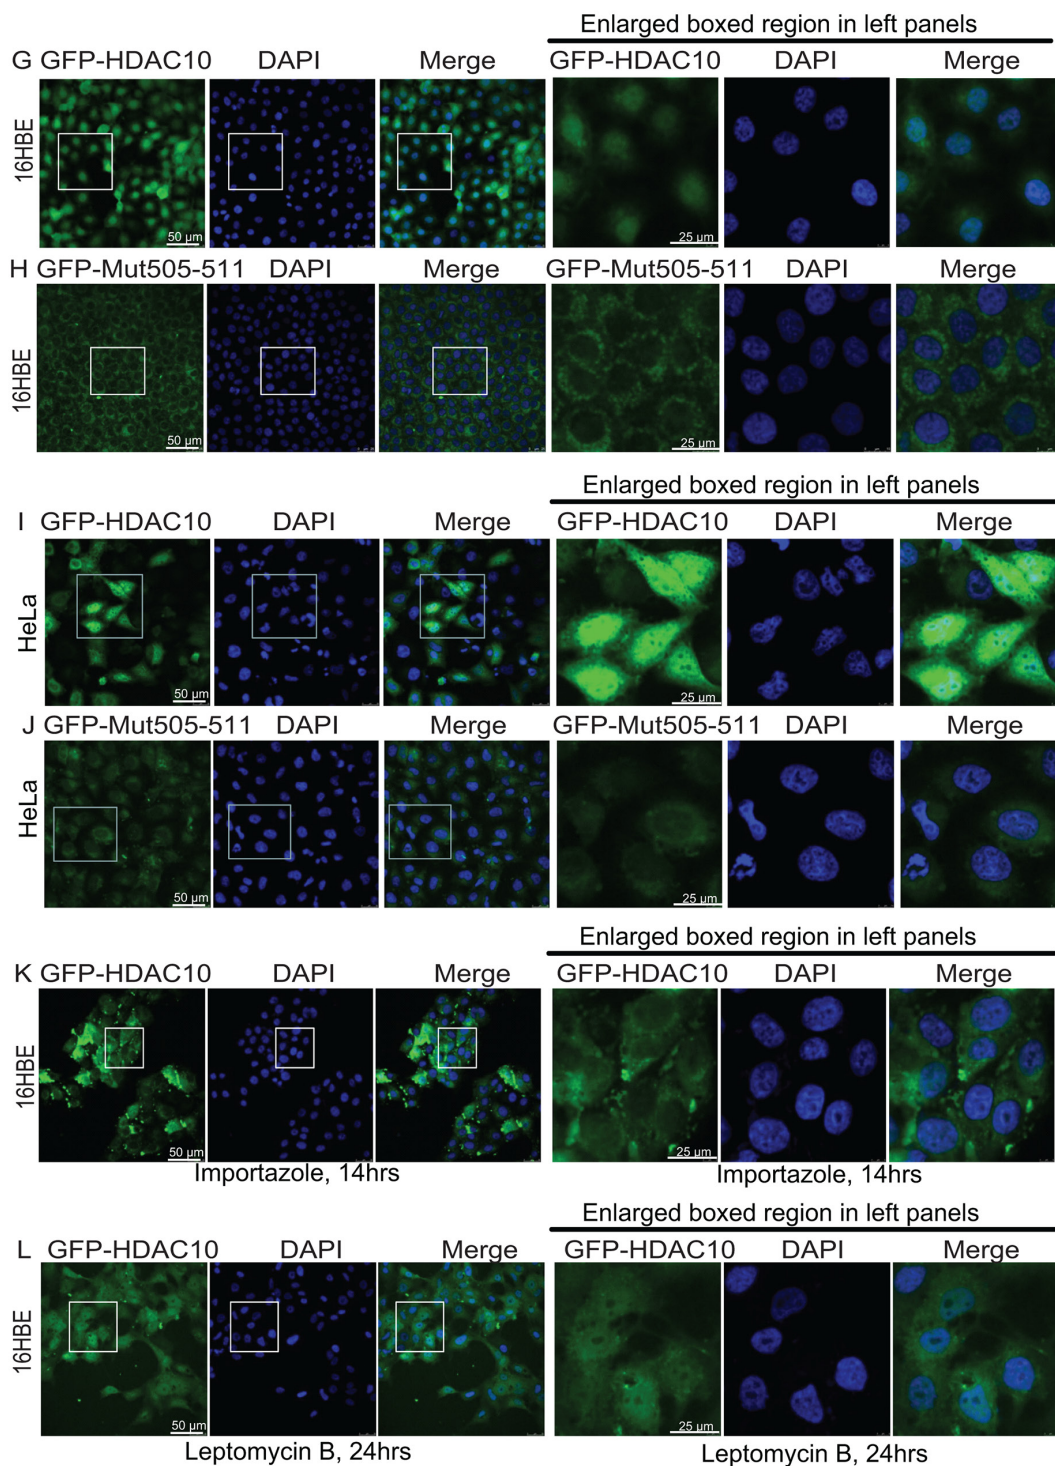 Enlarged boxed region in left panels
G GFP-HDAC10 DAPI Merge GFP-HDAC10 DAPI Merge
16HBE
50 µm 25 µm
H GFP-Mut505-511 DAPI Merge GFP-Mut505-511 DAPI Merge
16HBE
50 µm 25 µm
Enlarged boxed region in left panels
I GFP-HDAC10 DAPI Merge GFP-HDAC10 DAPI Merge
HeLa
50 µm 25 µm
J GFP-Mut505-511 DAPI Merge GFP-Mut505-511 DAPI Merge
HeLa
50 µm 25 µm
Enlarged boxed region in left panels
K GFP-HDAC10 DAPI Merge GFP-HDAC10 DAPI Merge
16HBE
50 µm 25 µm
Importazole, 14hrs Importazole, 14hrs
Enlarged boxed region in left panels
L GFP-HDAC10 DAPI Merge GFP-HDAC10 DAPI Merge
16HBE
50 µm 25 µm
Leptomycin B, 24hrs Leptomycin B, 24hrs